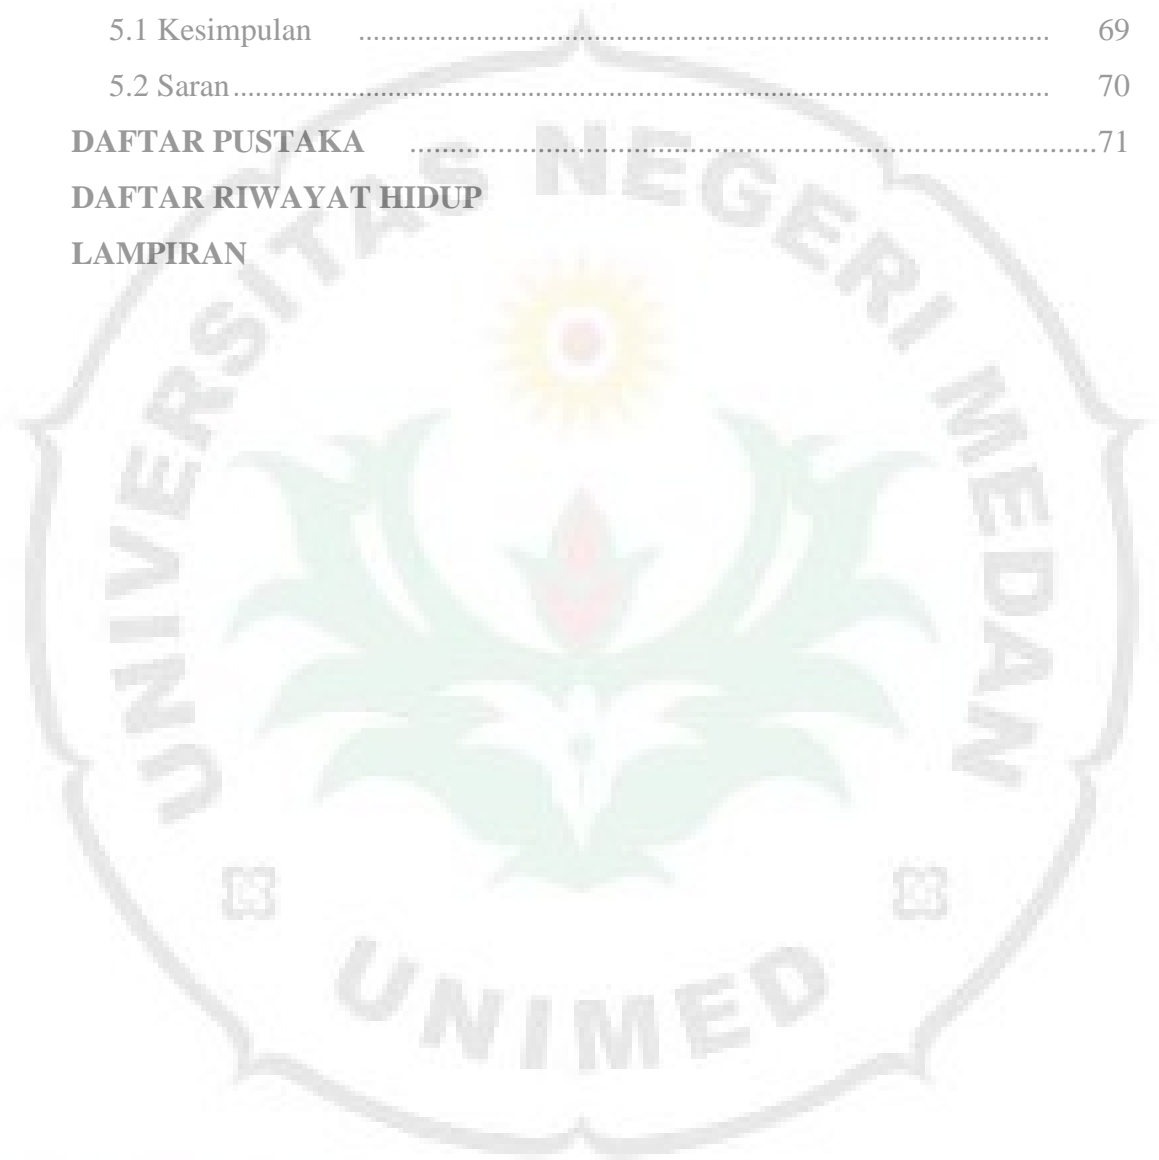 5.1 Kesimpulan ........................................................................................... 69
5.2 Saran ............................................................................................................ 70
DAFTAR PUSTAKA ...........................................................................................71
DAFTAR RIWAYAT HIDUP
LAMPIRAN
UNIVERSITAS NEGERI MEDAN
UNIMED